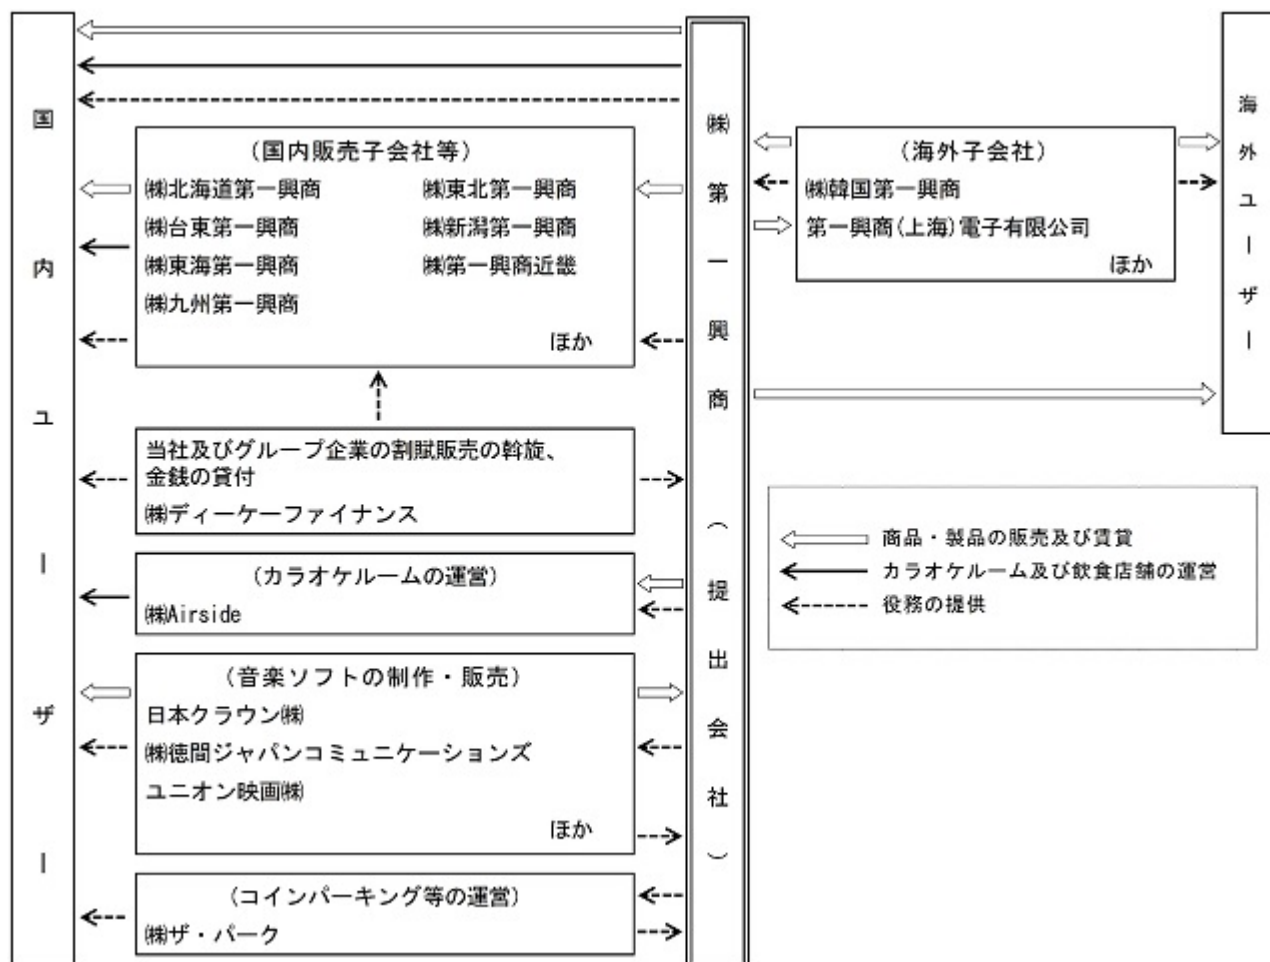 国内ユーザー
(国内販売子会社等)
㈱北海道第一興商 ㈱東北第一興商
㈱台東第一興商 ㈱新潟第一興商
㈱東海第一興商 ㈱第一興商近畿
㈱九州第一興商
ほか
当社及びグループ企業の割賦販売の斡旋、
金銭の貸付
㈱ディーケーファイナンス
(カラオケルームの運営)
㈱Airside
(音楽ソフトの制作・販売)
日本クラウン㈱
㈱徳間ジャパンコミュニケーションズ
ユニオン映画㈱
ほか
(コインパーキング等の運営)
㈱ザ・パーク
㈱第一興商(提出会社)
(海外子会社)
㈱韓国第一興商
第一興商(上海)電子有限公司
ほか
海外ユーザー
商品・製品の販売及び賃貸
カラオケルーム及び飲食店舗の運営
役務の提供